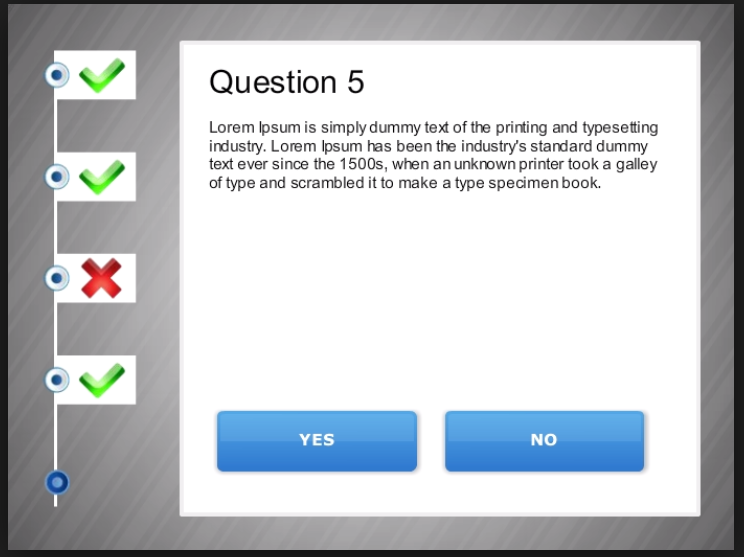 Question 5
Lorem Ipsum is simply dummy text of the printing and typesetting
industry. Lorem Ipsum has been the industry's standard dummy
text ever since the 1500s, when an unknown printer took a galley
of type and scrambled it to make a type specimen book.
YES NO